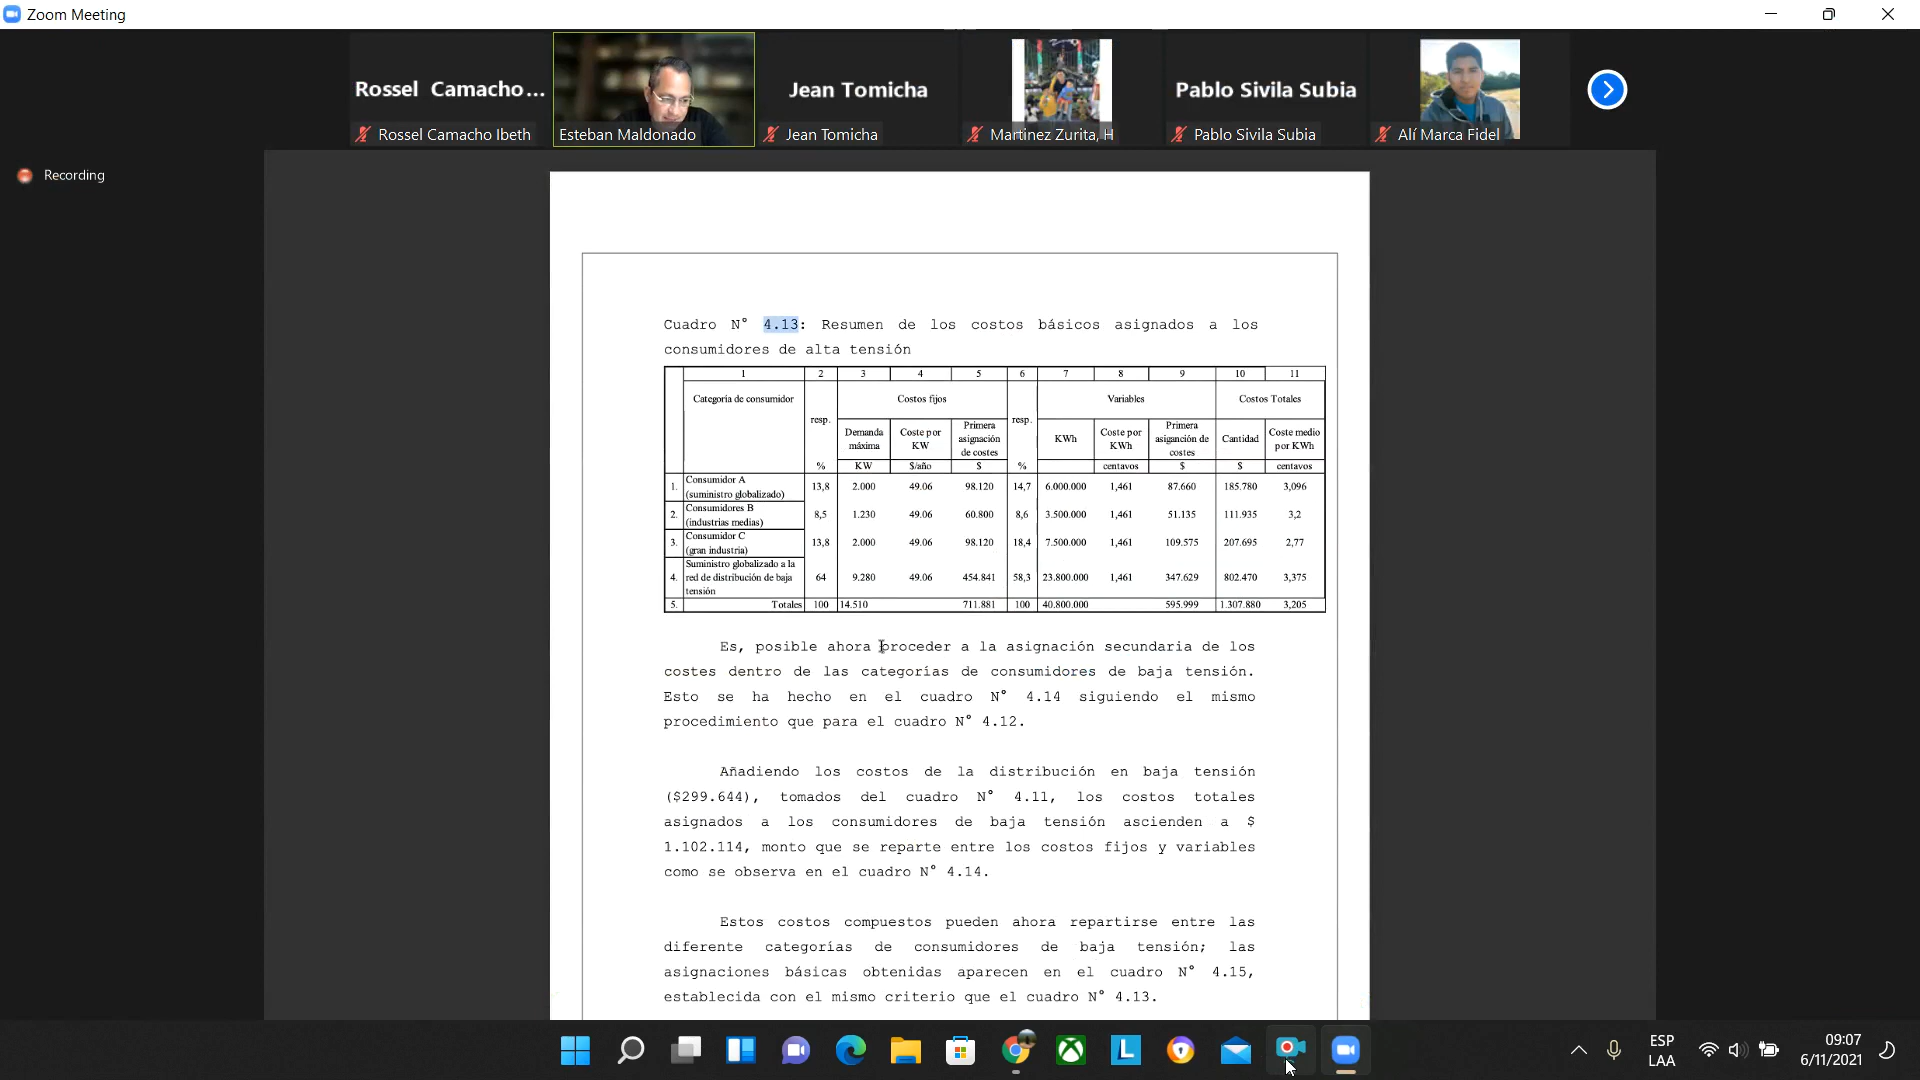 Zoom Meeting
Rossel Camacho...
Jean Tomicha
Pablo Sivila Subia
Rossel Camacho Ibeth
Esteban Maldonado
Jean Tomicha
Martinez Zurita, H
Pablo Sivila Subia
Alí Marca Fidel
Recording
Cuadro N° 4.13: Resumen de los costos básicos asignados a los
consumidores de alta tensión
1 2 3 4 5 6 7 8 9 10 11
Categoría de consumidor resp. Costos fijos resp. Variables Costos Totales
Demanda máxima Coste por KW Primera asignación de costes KWh Coste por KWh Primera asigación de costes Cantidad Coste medio por KWh
% KW $/año $ % centavos $ $ centavos
1. Consumidor A (suministro globalizado) 13,8 2.000 49.06 98.120 14,7 6.000.000 1,461 87.660 185.780 3,096
2. Consumidores B (industrias medias) 8,5 1.230 49.06 60.800 8,6 3.500.000 1,461 51.135 111.935 3,2
3. Consumidor C (gran industria) 13,8 2.000 49.06 98.120 18,4 7.500.000 1,461 109.575 207.695 2,77
4. Suministro globalizado a la red de distribución de baja tensión 64 9.280 49.06 454.841 58,3 23.800.000 1,461 347.629 802.470 3,375
5. Totales 100 14.510 711.881 100 40.800.000 595.999 1.307.880 3,205
Es, posible ahora proceder a la asignación secundaria de los
costes dentro de las categorías de consumidores de baja tensión.
Esto se ha hecho en el cuadro N° 4.14 siguiendo el mismo
procedimiento que para el cuadro N° 4.12.
Añadiendo los costos de la distribución en baja tensión
($299.644), tomados del cuadro N° 4.11, los costos totales
asignados a los consumidores de baja tensión ascienden a $
1.102.114, monto que se reparte entre los costos fijos y variables
como se observa en el cuadro N° 4.14.
Estos costos compuestos pueden ahora repartirse entre las
diferente categorías de consumidores de baja tensión; las
asignaciones básicas obtenidas aparecen en el cuadro N° 4.15,
establecida con el mismo criterio que el cuadro N° 4.13.
L
ESP
LAA
09:07
6/11/2021